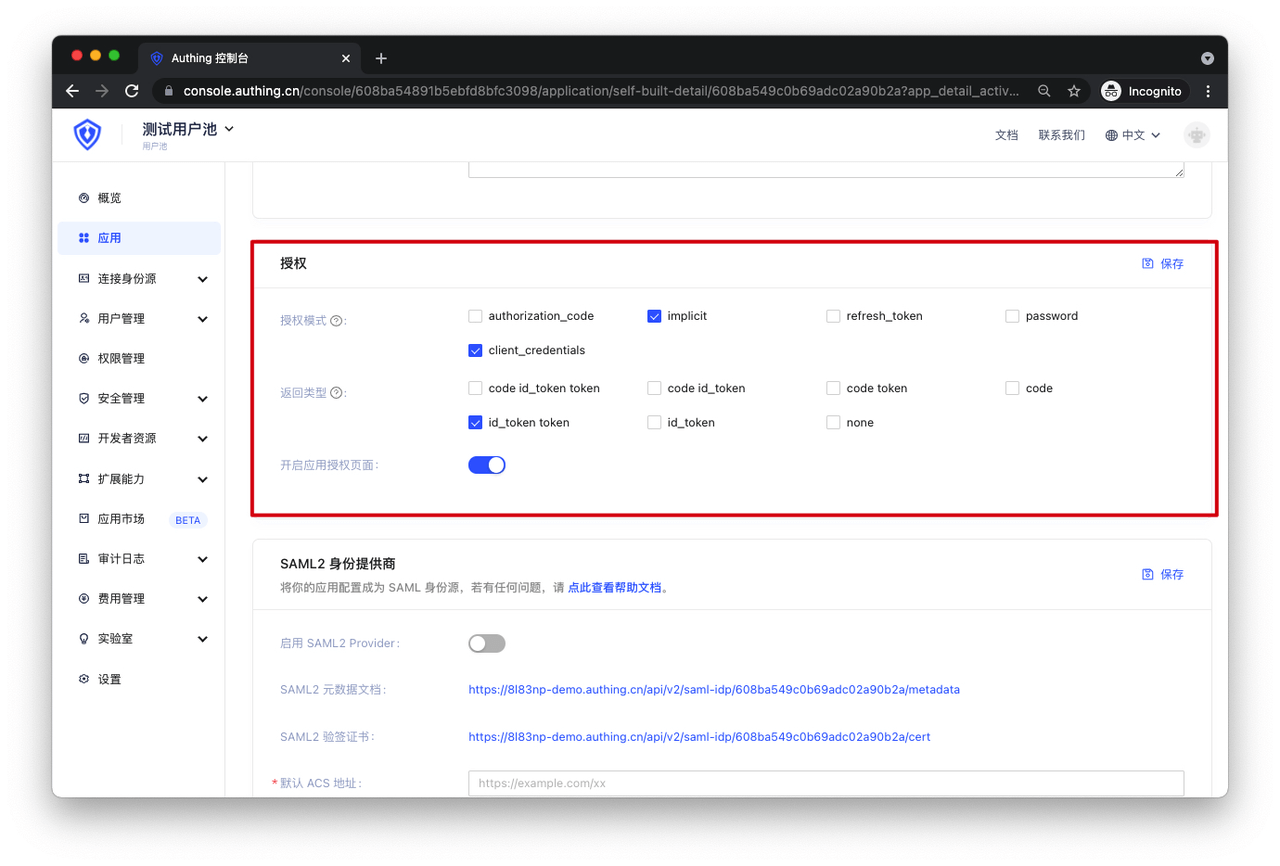 Authing 控制台
console.authing.cn/console/608ba54891b5ebfd8bfc3098/application/self-built-detail/608ba549c0b69adc02a90b2a?app_detail_activ...
Incognito
测试用户池
用户池
文档 联系我们 中文
概览
应用
连接身份源
用户管理
权限管理
安全管理
开发者资源
扩展能力
应用市场 BETA
审计日志
费用管理
实验室
设置
授权 保存
授权模式 ?: authorization_code implicit refresh_token password
client_credentials
返回类型 ?: code id_token token code id_token code token code
id_token token id_token none
开启应用授权页面:
SAML2 身份提供商
将你的应用配置成为 SAML 身份源，若有任何问题，请 点此查看帮助文档。
保存
启用 SAML2 Provider:
SAML2 元数据文档: https://8l83np-demo.authing.cn/api/v2/saml-idp/608ba549c0b69adc02a90b2a/metadata
SAML2 验签证书: https://8l83np-demo.authing.cn/api/v2/saml-idp/608ba549c0b69adc02a90b2a/cert
* 默认 ACS 地址: https://example.com/xx